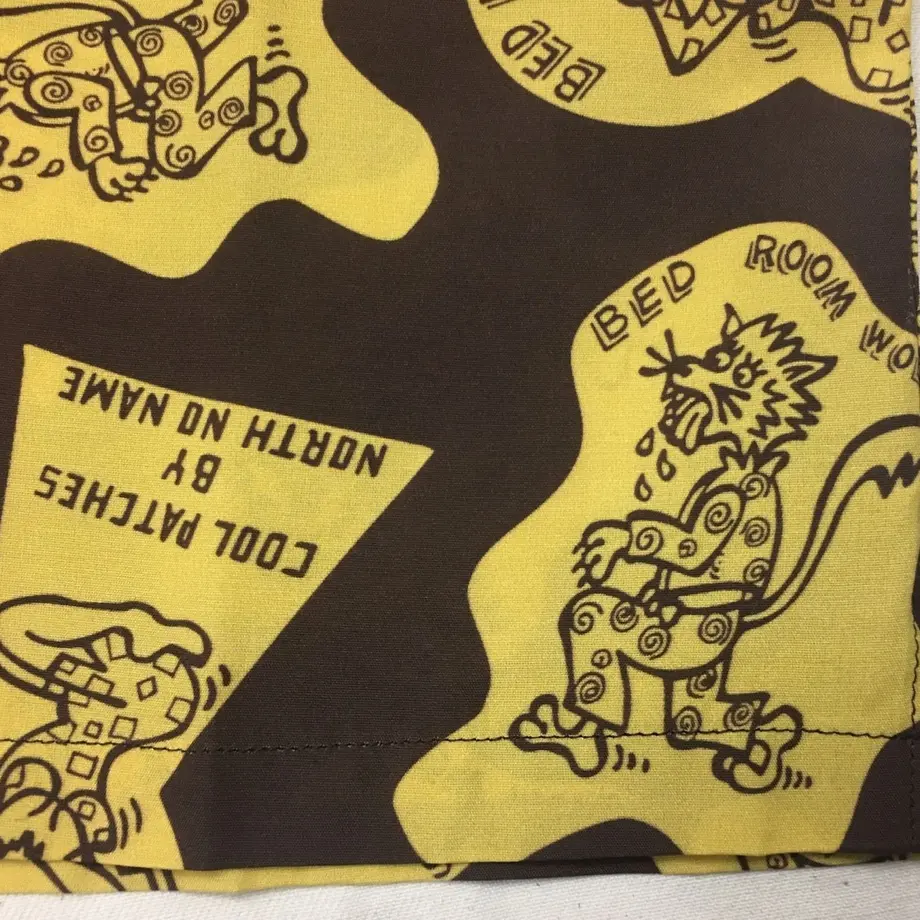 BED
BED ROOM WO
COOL PATCHES
BY
NORTH NO NAME